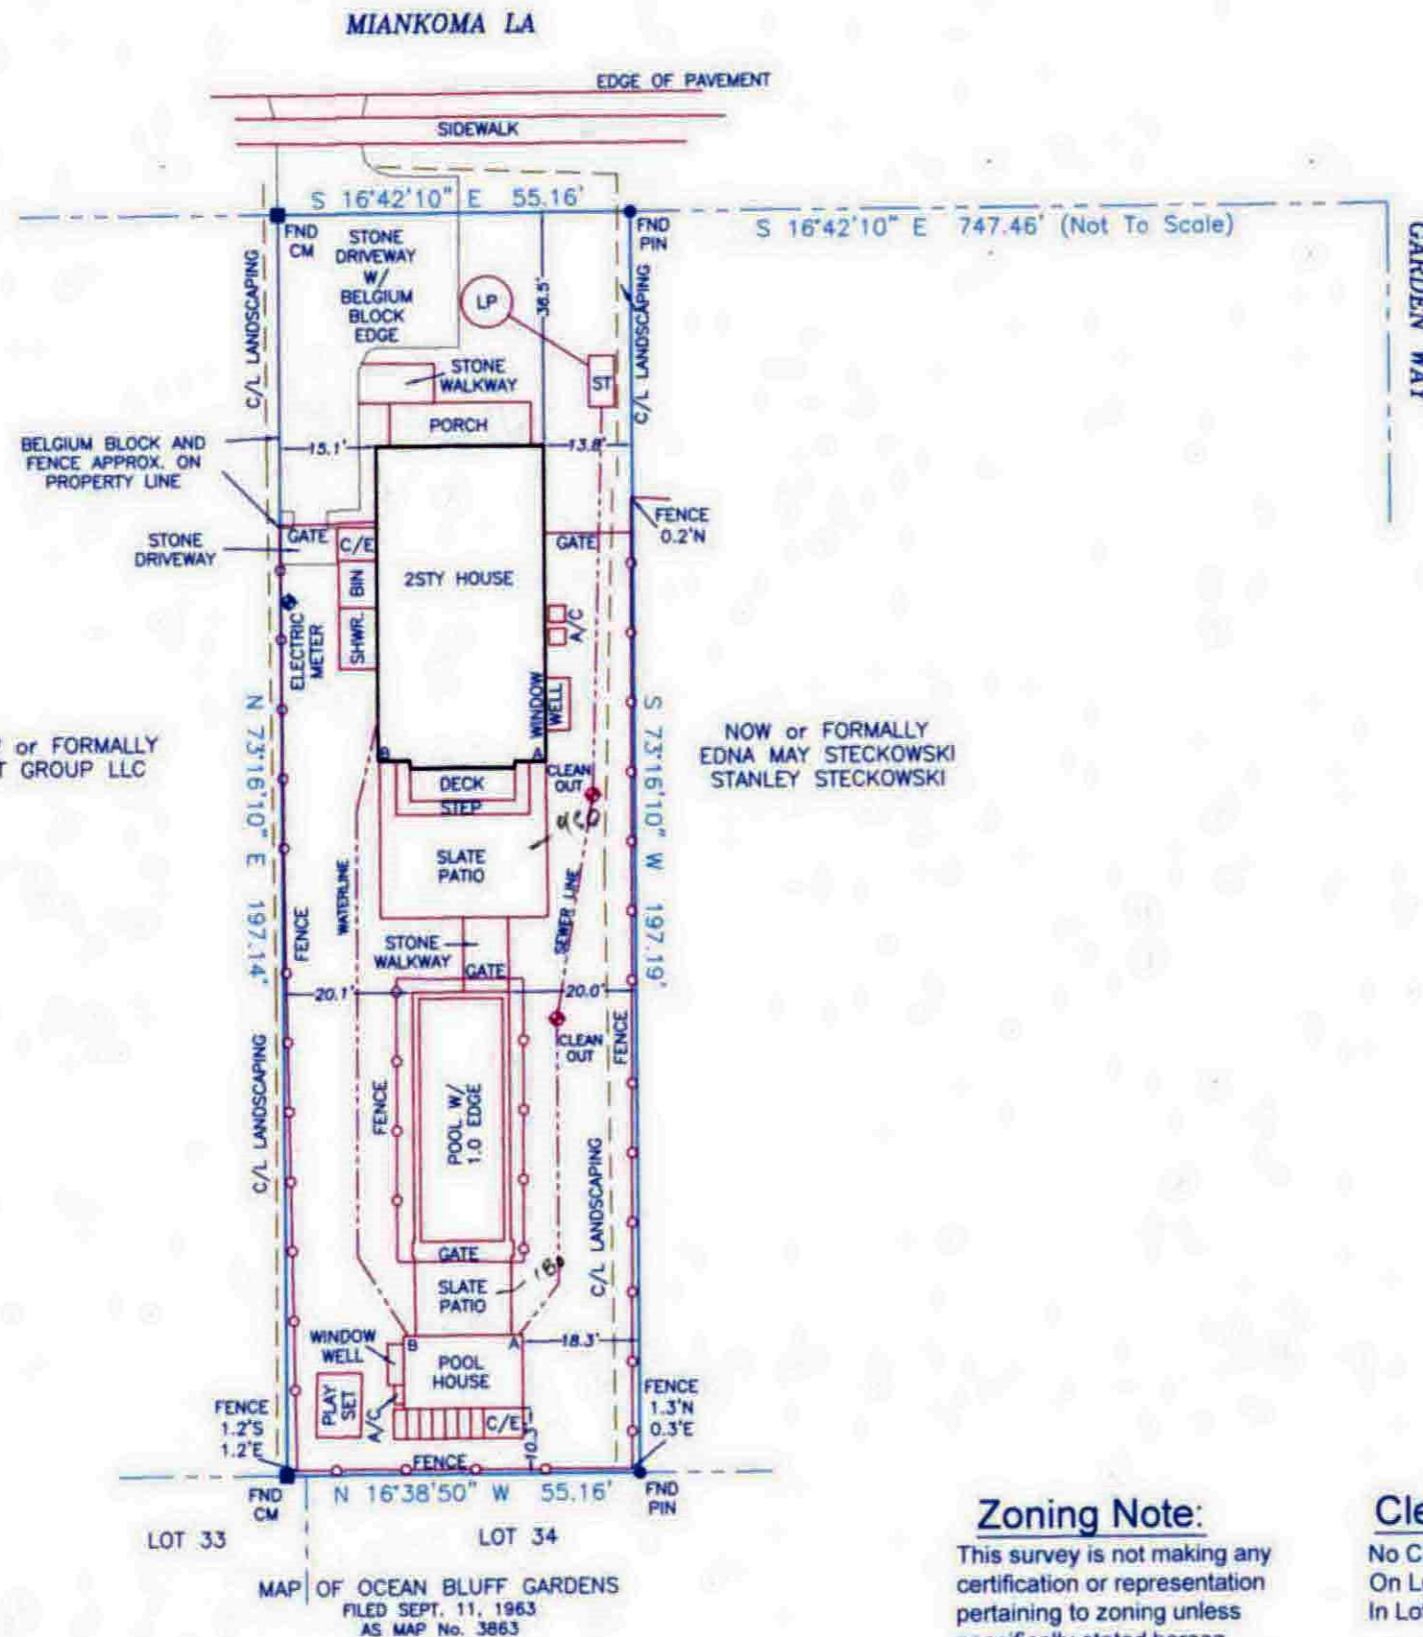 MIANKOMA LA
EDGE OF PAVEMENT
SIDEWALK
S 16°42'10" E 55.16'
FND
CM
STONE
DRIVEWAY
W/
BELGIUM
BLOCK
EDGE
FND
PIN
S 16°42'10" E 747.46' (Not To Scale)
GARDEN WAY
C/L LANDSCAPING
LP
36.5'
C/L LANDSCAPING
STONE
WALKWAY
ST
PORCH
BELGIUM BLOCK AND
FENCE APPROX. ON
PROPERTY LINE
15.1'
13.8'
STONE
DRIVEWAY
GATE
C/E
GATE
FENCE
0.2'N
BIN
2STY HOUSE
A/C
SHWR.
ELECTRIC
METER
WINDOW
WELL
N 73°16'10" E 197.14'
S 73°16'10" W 197.19'
or FORMALLY
GROUP LLC
NOW or FORMALLY
EDNA MAY STECKOWSKI
STANLEY STECKOWSKI
B
A
DECK
STEP
CLEAN
OUT
SLATE
PATIO
WATERLINE
SEWER LINE
FENCE
STONE
WALKWAY
GATE
20.1'
20.0'
CLEAN
OUT
FENCE
C/L LANDSCAPING
FENCE
POOL W/
1.0 EDGE
C/L LANDSCAPING
GATE
SLATE
PATIO
WINDOW
WELL
B
A
18.3'
POOL
HOUSE
PLAY
SET
A/C
C/E
10.3'
FENCE
1.2'S
1.2'E
FENCE
1.3'N
0.3'E
FENCE
FND
CM
N 16°38'50" W 55.16'
FND
PIN
LOT 33
LOT 34
MAP OF OCEAN BLUFF GARDENS
FILED SEPT. 11, 1963
AS MAP No. 3863
Zoning Note:
This survey is not making any
certification or representation
pertaining to zoning unless
specifically stated hereon
Cle
No C
On L
In Lo